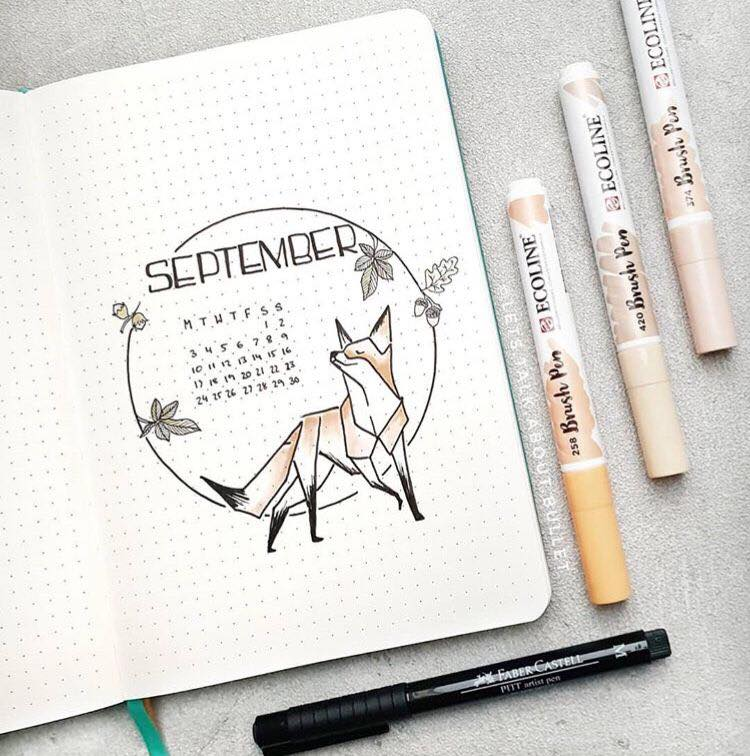 SEPTEMBER
M T W T F S S
1 2
3 4 5 6 7 8 9
10 11 12 13 14 15 16
17 18 19 20 21 22 23
24 25 26 27 28 29 30
258 Brush Pen ECOLINE®
420 Brush Pen ECOLINE®
374 Brush Pen ECOLINE
FABER-CASTELL M
PITT artist pen